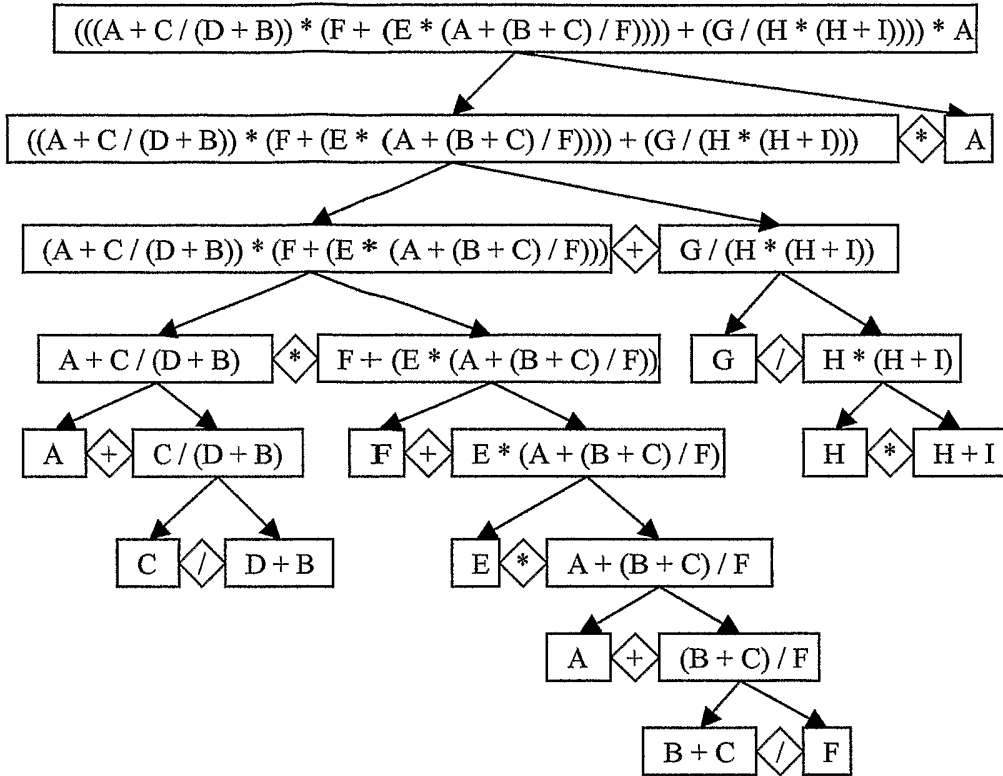 (((A + C / (D + B)) * (F + (E * (A + (B + C) / F)))) + (G / (H * (H + I)))) * A
((A + C / (D + B)) * (F + (E * (A + (B + C) / F)))) + (G / (H * (H + I))) * A
(A + C / (D + B)) * (F + (E * (A + (B + C) / F))) + G / (H * (H + I))
A + C / (D + B) * F + (E * (A + (B + C) / F)) G / H * (H + I)
A + C / (D + B) F + E * (A + (B + C) / F) H * H + I
C / D + B E * A + (B + C) / F
A + (B + C) / F
B + C / F